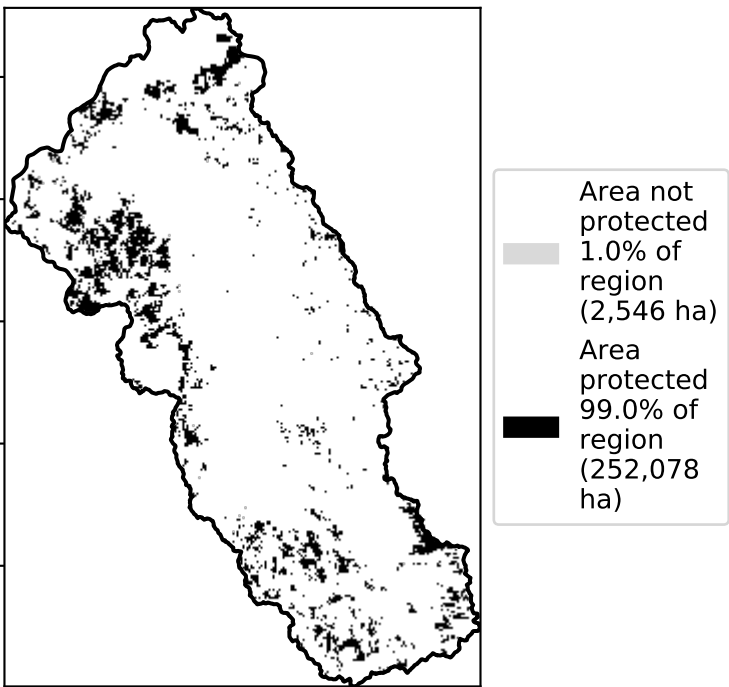 Area not
protected
1.0% of
region
(2,546 ha)
Area
protected
99.0% of
region
(252,078
ha)